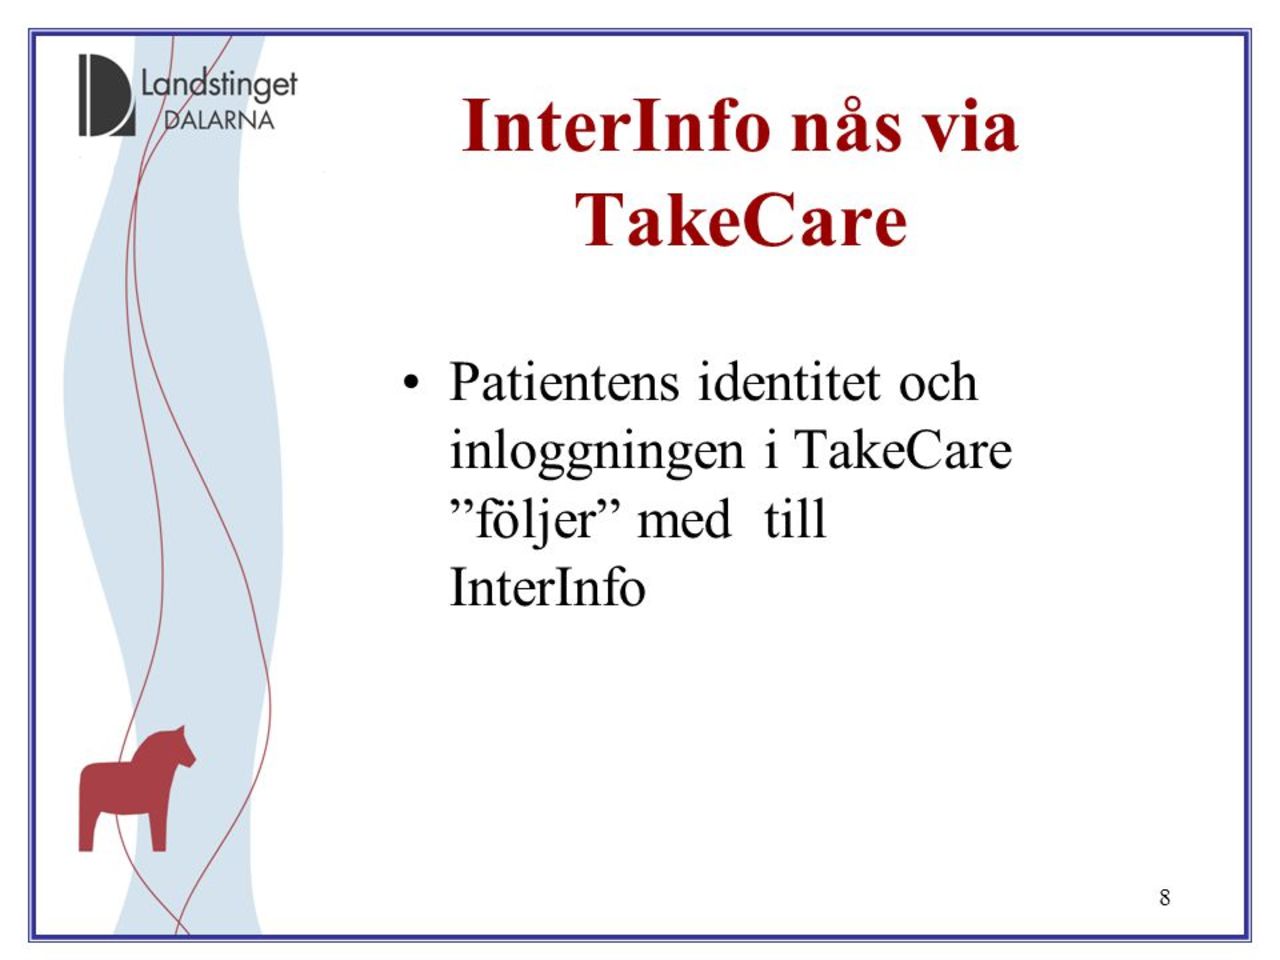 Landstinget
DALARNA
InterInfo nås via
TakeCare
• Patientens identitet och
inloggningen i TakeCare
”följer” med  till
InterInfo
8